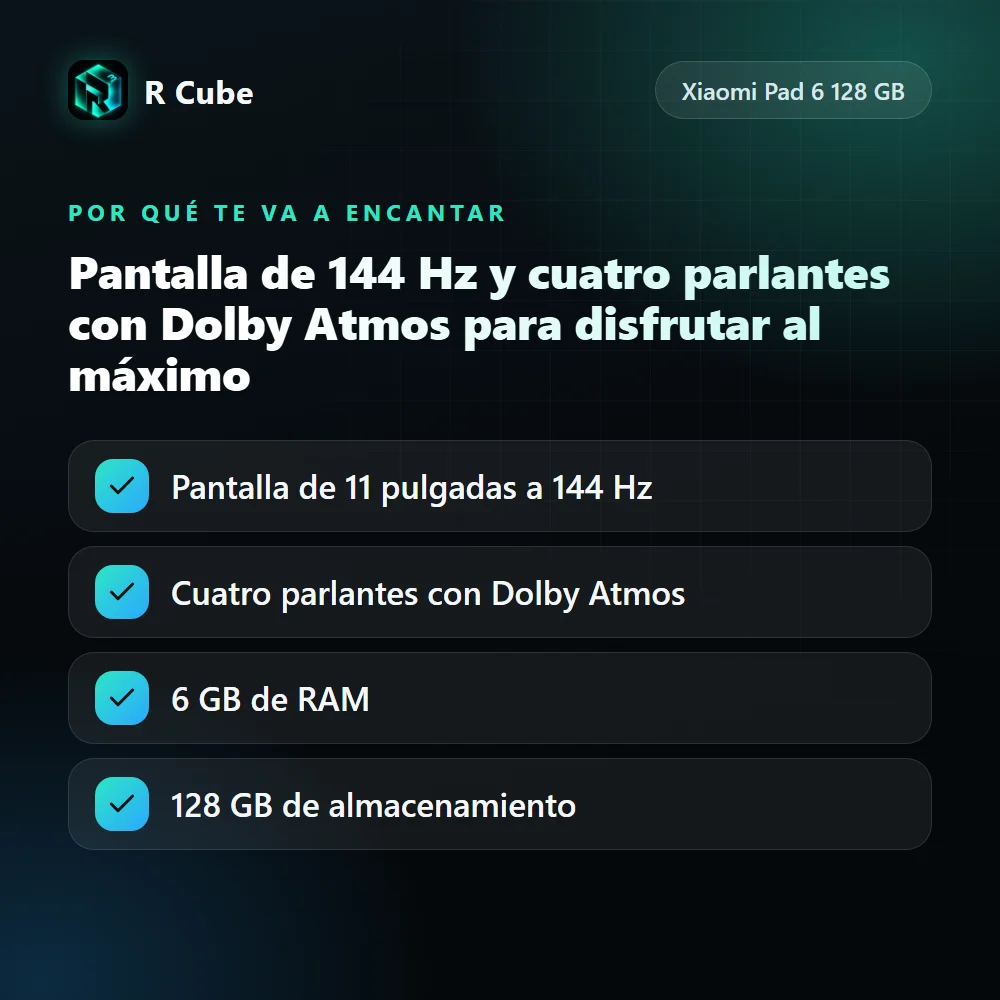 R Cube
Xiaomi Pad 6 128 GB
POR QUÉ TE VA A ENCANTAR
Pantalla de 144 Hz y cuatro parlantes
con Dolby Atmos para disfrutar al
máximo
Pantalla de 11 pulgadas a 144 Hz
Cuatro parlantes con Dolby Atmos
6 GB de RAM
128 GB de almacenamiento